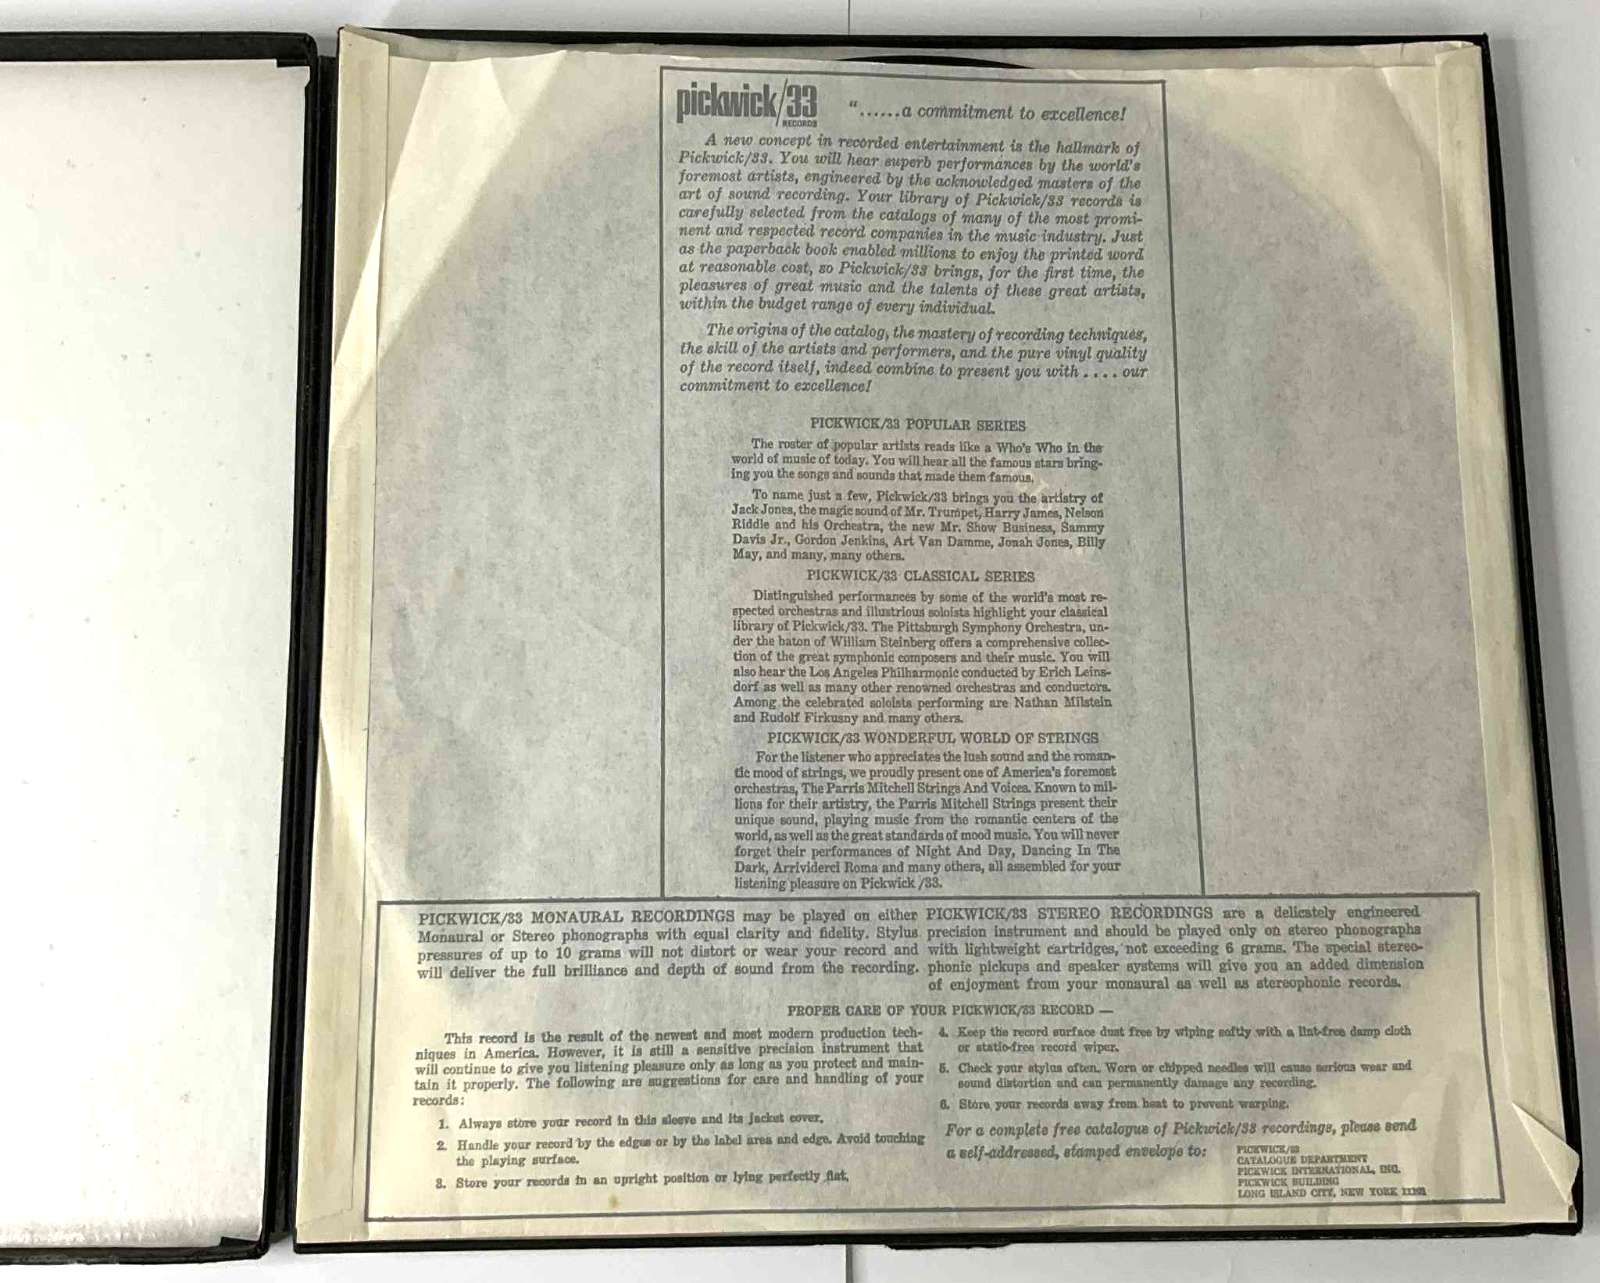 pickwick/33
RECORDS
"......a commitment to excellence!
A new concept in recorded entertainment is the hallmark of
Pickwick/33. You will hear superb performances by the world's
foremost artists, engineered by the acknowledged masters of the
art of sound recording. Your library of Pickwick/33 records is
carefully selected from the catalogs of many of the most promi-
nent and respected record companies in the music industry. Just
as the paperback book enabled millions to enjoy the printed word
at reasonable cost, so Pickwick/33 brings, for the first time, the
pleasures of great music and the talents of these great artists,
within the budget range of every individual.
The origins of the catalog, the mastery of recording techniques,
the skill of the artists and performers, and the pure vinyl quality
of the record itself, indeed combine to present you with .... our
commitment to excellence!
PICKWICK/33 POPULAR SERIES
The roster of popular artists reads like a Who's Who in the
world of music of today. You will hear all the famous stars bring-
ing you the songs and sounds that made them famous.
To name just a few, Pickwick/33 brings you the artistry of
Jack Jones, the magic sound of Mr. Trumpet, Harry James, Nelson
Riddle and his Orchestra, the new Mr. Show Business, Sammy
Davis Jr., Gordon Jenkins, Art Van Damme, Jonah Jones, Billy
May, and many, many others.
PICKWICK/33 CLASSICAL SERIES
Distinguished performances by some of the world's most re-
spected orchestras and illustrious soloists highlight your classical
library of Pickwick/33. The Pittsburgh Symphony Orchestra, un-
der the baton of William Steinberg offers a comprehensive collec-
tion of the great symphonic composers and their music. You will
also hear the Los Angeles Philharmonic conducted by Erich Leins-
dorf as well as many other renowned orchestras and conductors.
Among the celebrated soloists performing are Nathan Milstein
and Rudolf Firkusny and many others.
PICKWICK/33 WONDERFUL WORLD OF STRINGS
For the listener who appreciates the lush sound and the roman-
tic mood of strings, we proudly present one of America's foremost
orchestras, The Parris Mitchell Strings And Voices. Known to mil-
lions for their artistry, the Parris Mitchell Strings present their
unique sound, playing music from the romantic centers of the
world, as well as the great standards of mood music. You will never
forget their performances of Night And Day, Dancing In The
Dark, Arrividerci Roma and many others, all assembled for your
listening pleasure on Pickwick /33.
PICKWICK/33 MONAURAL RECORDINGS may be played on either
Monaural or Stereo phonographs with equal clarity and fidelity. Stylus
pressures of up to 10 grams will not distort or wear your record and
will deliver the full brilliance and depth of sound from the recording.
PICKWICK/33 STEREO RECORDINGS are a delicately engineered
precision instrument and should be played only on stereo phonographs
with lightweight cartridges, not exceeding 6 grams. The special stereo-
phonic pickups and speaker systems will give you an added dimension
of enjoyment from your monaural as well as stereophonic records.
PROPER CARE OF YOUR PICKWICK/33 RECORD —
This record is the result of the newest and most modern production tech-
niques in America. However, it is still a sensitive precision instrument that
will continue to give you listening pleasure only as long as you protect and main-
tain it properly. The following are suggestions for care and handling of your
records:
1. Always store your record in this sleeve and its jacket cover.
2. Handle your record by the edges or by the label area and edge. Avoid touching
the playing surface.
3. Store your records in an upright position or lying perfectly flat.
4. Keep the record surface dust free by wiping softly with a lint-free damp cloth
or static-free record wiper.
5. Check your stylus often. Worn or chipped needles will cause serious wear and
sound distortion and can permanently damage any recording.
6. Store your records away from heat to prevent warping.
For a complete free catalogue of Pickwick/33 recordings, please send
a self-addressed, stamped envelope to:
PICKWICK/33
CATALOGUE DEPARTMENT
PICKWICK INTERNATIONAL, INC.
PICKWICK BUILDING
LONG ISLAND CITY, NEW YORK 11101